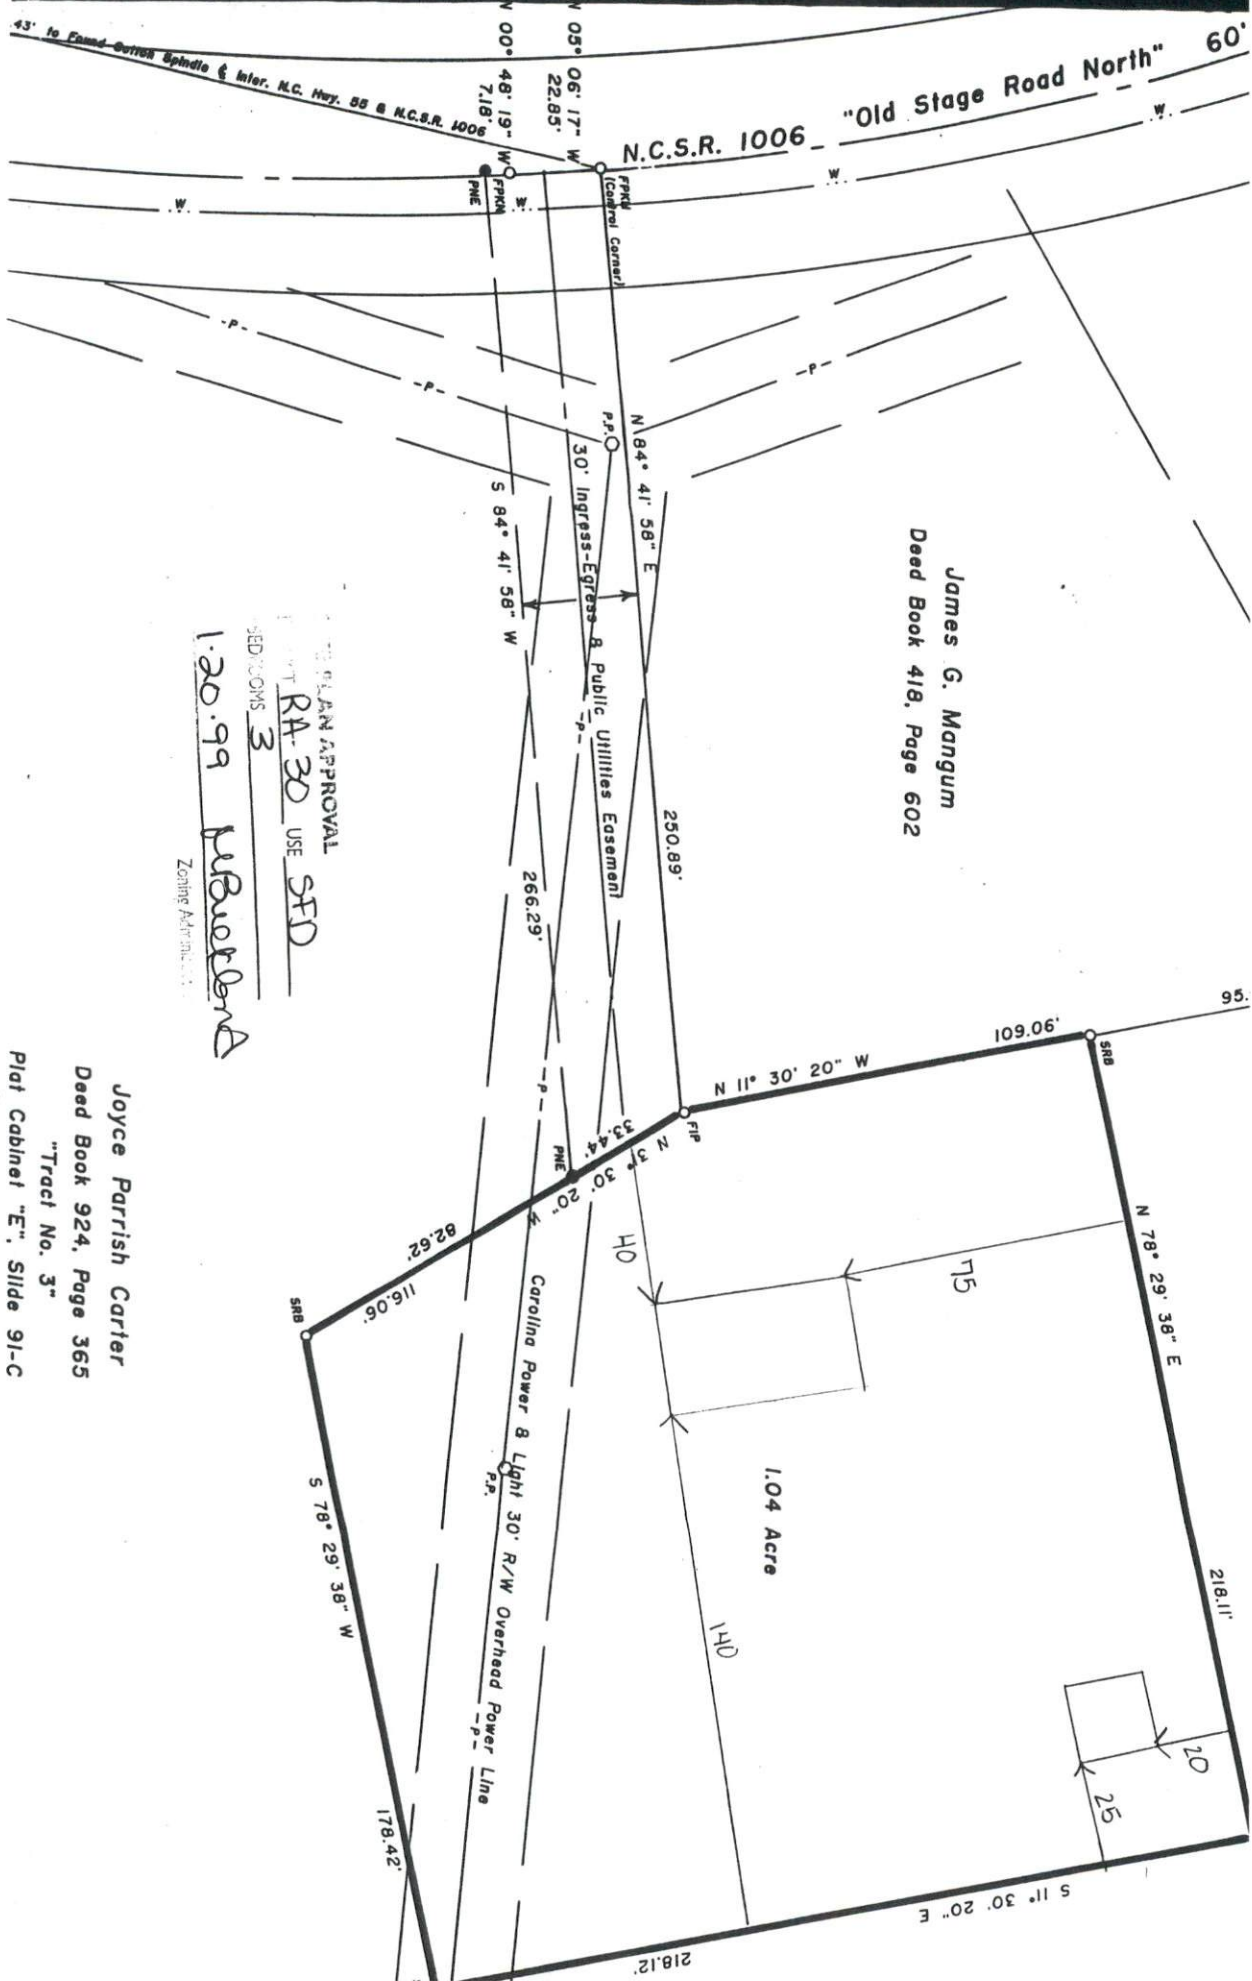 60'
"Old Stage Road North"
N.C.S.R. 1006
43' to Found Cotton Spindle ℄ Inter. N.C. Hwy. 55 & N.C.S.R. 1006
05° 06' 17" W
22.85'
00° 48' 19" W
7.18'
FPKN
(Control Corner)
FPKN
PNE
W
W
W
W
-P-
-P-
-P-
P.P.
N 84° 41' 58" E
250.89'
30' Ingress-Egress & Public Utilities Easement
S 84° 41' 58" W
266.29'
-P-
-P-
James G. Mangum
Deed Book 418, Page 602
PLAN APPROVAL
RA-30 USE SFD
BEDROOMS 3
1-20-99
Zoning
Joyce Parrish Carter
Deed Book 924, Page 365
"Tract No. 3"
Plat Cabinet "E", Slide 91-C
95.
SRB
109.06'
N 11° 30' 20" W
FIP
33.44'
N 31° 30' 20" W
PNE
82.62'
116.06'
SRB
N 78° 29' 38" E
218.11'
75
40
140
1.04 Acre
20
25
Carolina Power & Light 30' R/W Overhead Power Line
P.P.
-P-
S 78° 29' 38" W
178.42'
S 11° 30' 20" E
218.12'